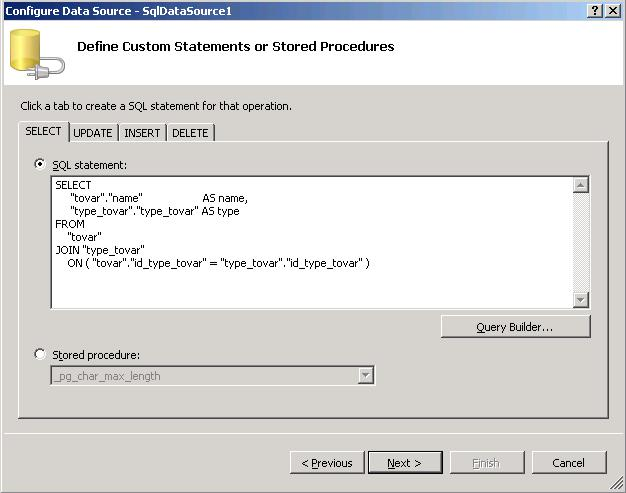 Configure Data Source - SqlDataSource1
Define Custom Statements or Stored Procedures
Click a tab to create a SQL statement for that operation.
SELECT UPDATE INSERT DELETE
SQL statement:
SELECT
"tovar"."name" AS name,
"type_tovar"."type_tovar" AS type
FROM
"tovar"
JOIN "type_tovar"
ON ( "tovar"."id_type_tovar" = "type_tovar"."id_type_tovar" )
Query Builder...
Stored procedure:
_pg_char_max_length
< Previous Next > Finish Cancel